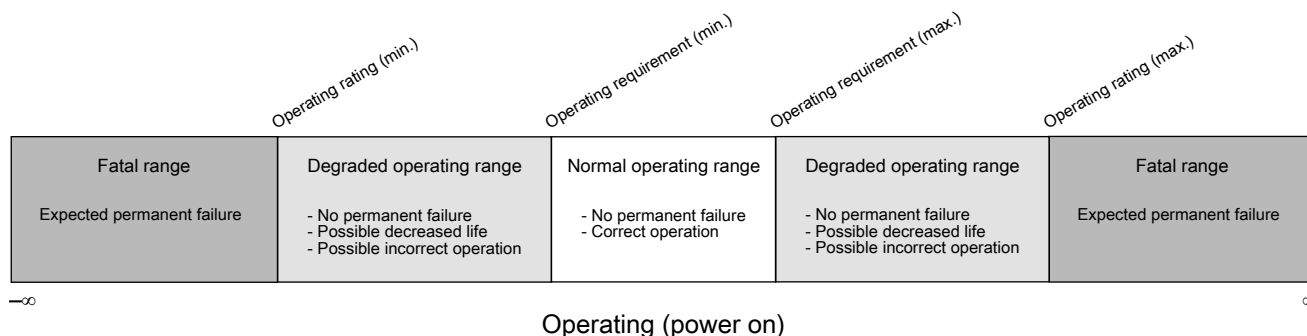 Operating rating (min.)
Operating requirement (min.)
Operating requirement (max.)
Operating rating (max.)
Fatal range
Expected permanent failure
Degraded operating range
- No permanent failure
- Possible decreased life
- Possible incorrect operation
Normal operating range
- No permanent failure
- Correct operation
Degraded operating range
- No permanent failure
- Possible decreased life
- Possible incorrect operation
Fatal range
Expected permanent failure
–∞
Operating (power on)